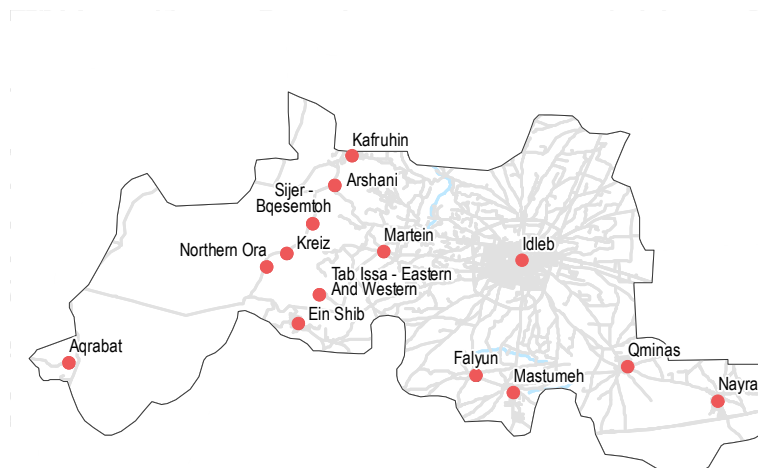 Kafruhin
Arshani
Sijer -
Bqesemtoh
Martein
Idleb
Kreiz
Northern Ora
Tab Issa - Eastern
And Western
Ein Shib
Aqrabat
Falyun
Mastumeh
Qminas
Nayra